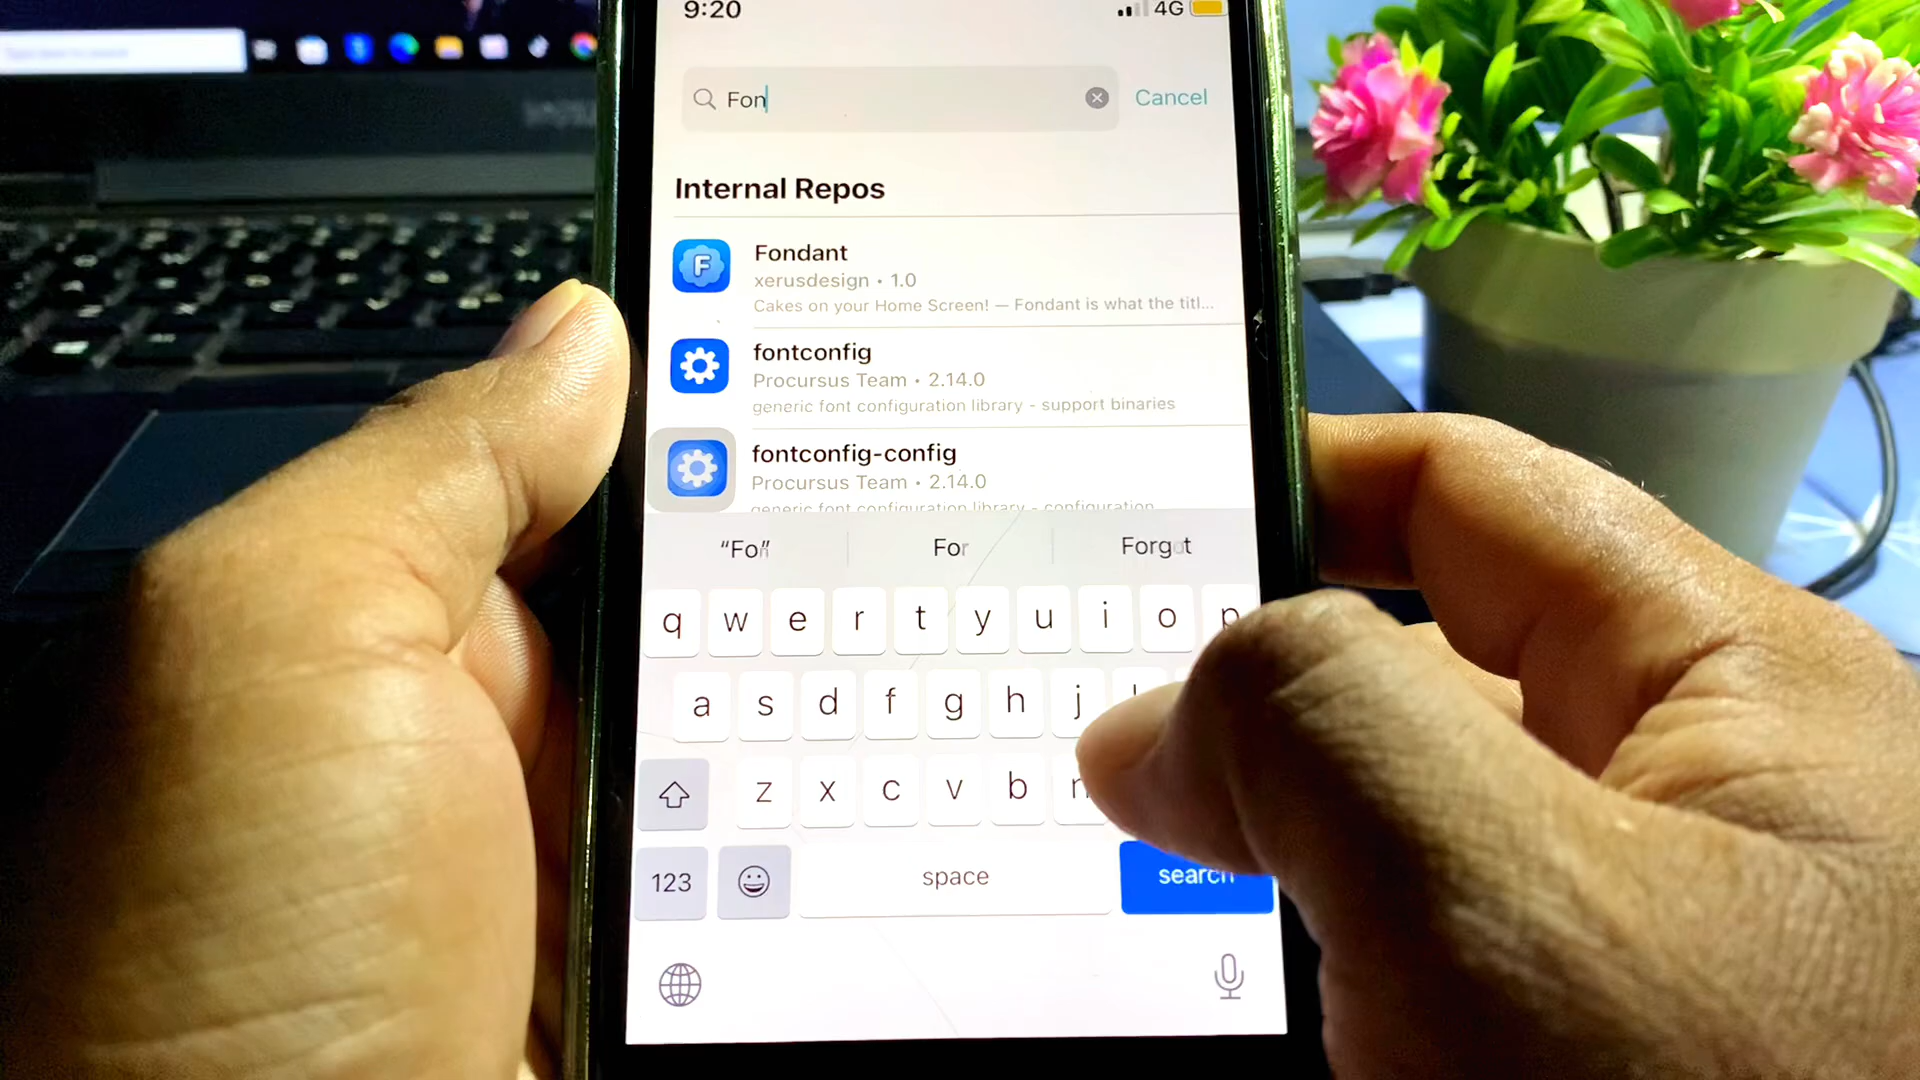 9:20
4G
Fon
Cancel
Internal Repos
F
Fondant
xerusdesign • 1.0
Cakes on your Home Screen! — Fondant is what the titl...
fontconfig
Procursus Team • 2.14.0
generic font configuration library - support binaries
fontconfig-config
Procursus Team • 2.14.0
generic font configuration library - configuration
"Fon" For Forgot
q w e r t y u i o p
a s d f g h j
z x c v b n
123 space search